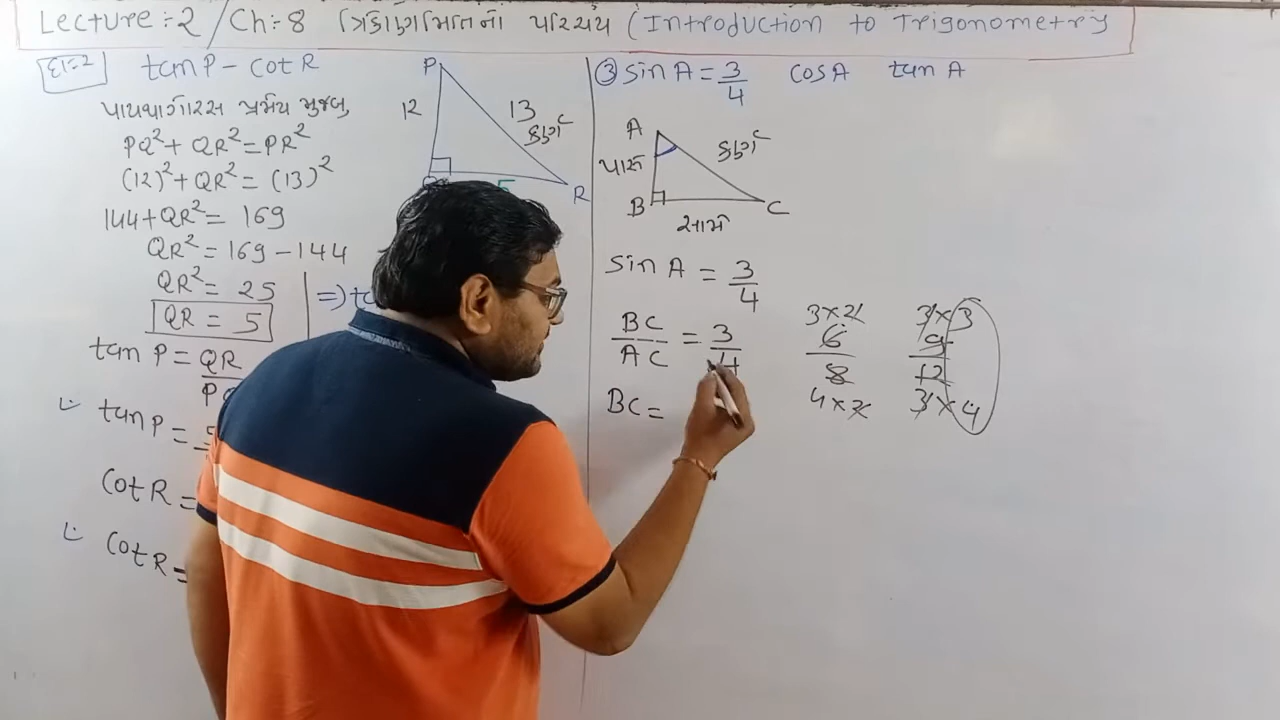 Lecture:-2 / Ch:-8 ત્રિકોણમિતિનો પરિચય (Introduction to Trigonometry
દા-2 tan P - cot R
પાયથાગોરસ પ્રમેય મુજબ,
PQ² + QR² = PR²
(12)² + QR² = (13)²
144 + QR² = 169
QR² = 169 - 144
QR² = 25
QR = 5
tan P = QR
tan P =
cot R =
cot R =
P
12
13
કર્ણ
R
③ sin A = 3/4 cos A tan A
A
પાસે
કર્ણ
B
C
સામે
sin A = 3/4
BC/AC = 3/4
BC =
3×2
6
8
4×2
3×3
9
12
3×4